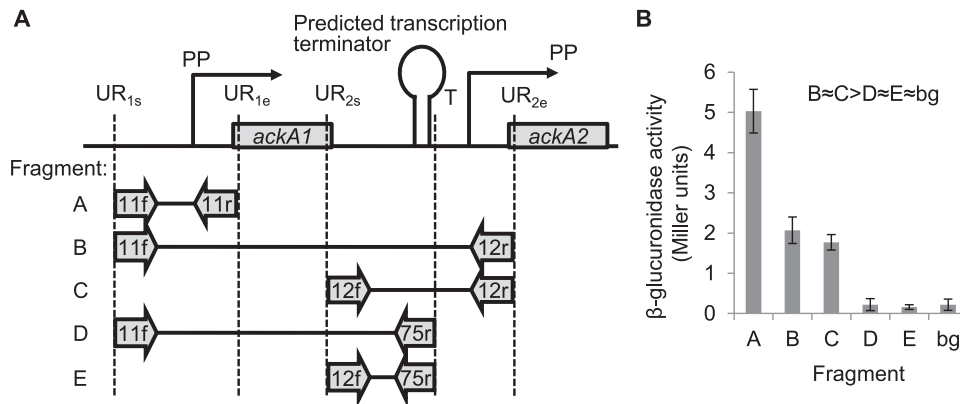 A
Predicted transcription
terminator
PP
PP
UR1s
UR1e
UR2s
T
UR2e
ackA1
ackA2
Fragment:
A
11f
11r
B
11f
12r
C
12f
12r
D
11f
75r
E
12f
75r
B
B≈C>D≈E≈bg
β-glucuronidase activity
(Miller units)
6
5
4
3
2
1
0
A B C D E bg
Fragment